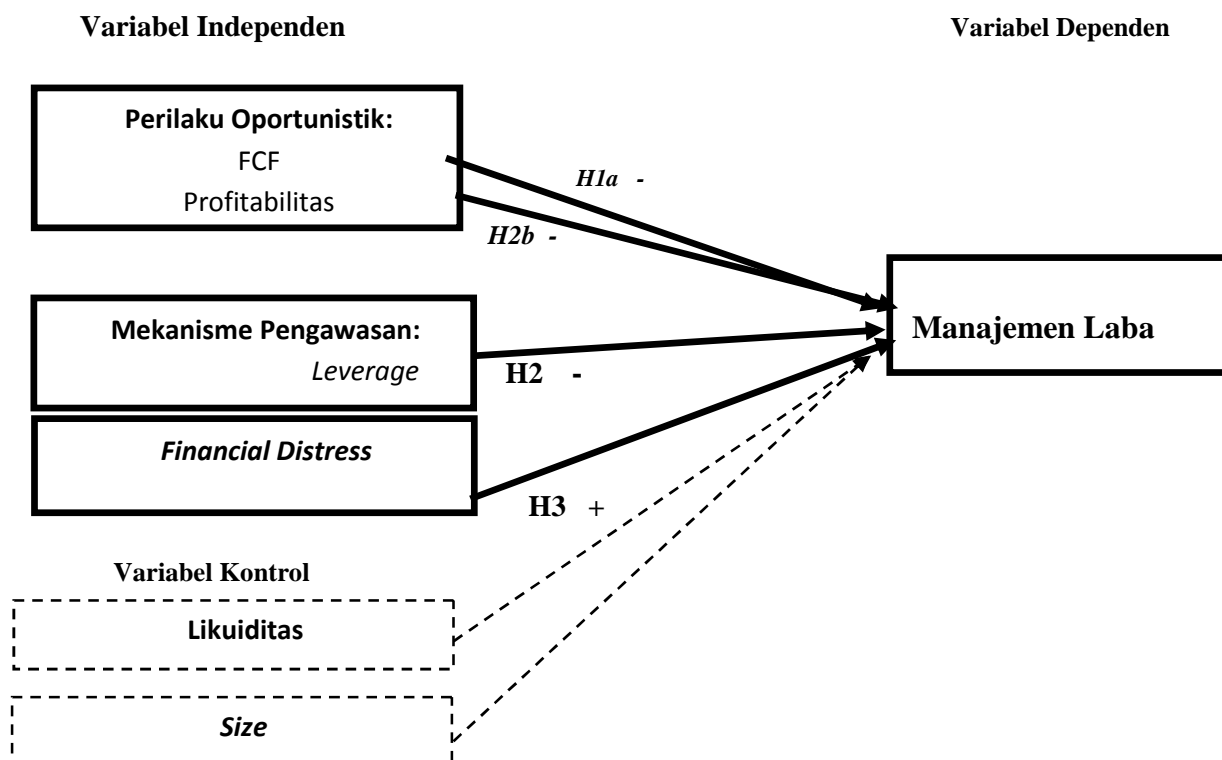 Variabel Independen
Variabel Dependen
Perilaku Oportunistik:
FCF
Profitabilitas
H1a -
H2b -
Mekanisme Pengawasan:
Leverage
H2 -
Manajemen Laba
Financial Distress
H3 +
Variabel Kontrol
Likuiditas
Size